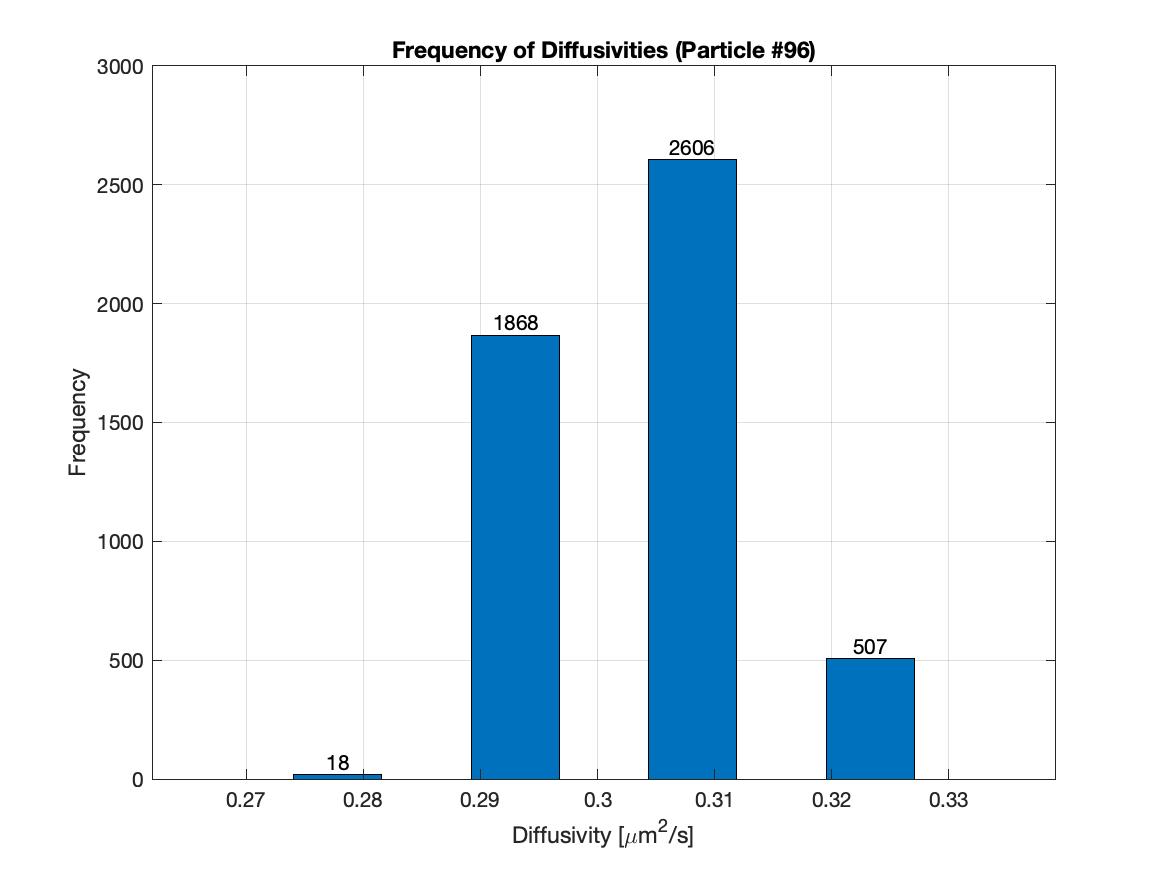 Frequency of Diffusivities (Particle #96)
3000
2500
2000
1500
1000
500
0
Frequency
18
1868
2606
507
0.27 0.28 0.29 0.3 0.31 0.32 0.33
Diffusivity [μm²/s]